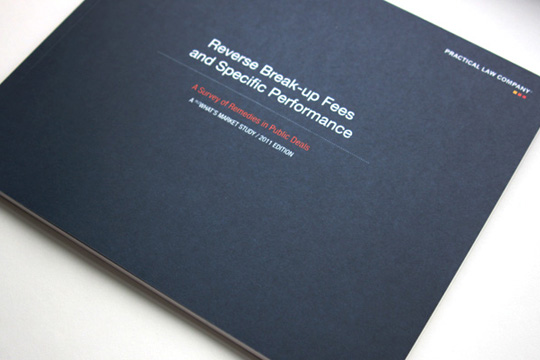 PRACTICAL LAW COMPANY
Reverse Break-up Fees
and Specific Performance
A Survey of Remedies in Public Deals
A WHAT'S MARKET STUDY / 2011 EDITION